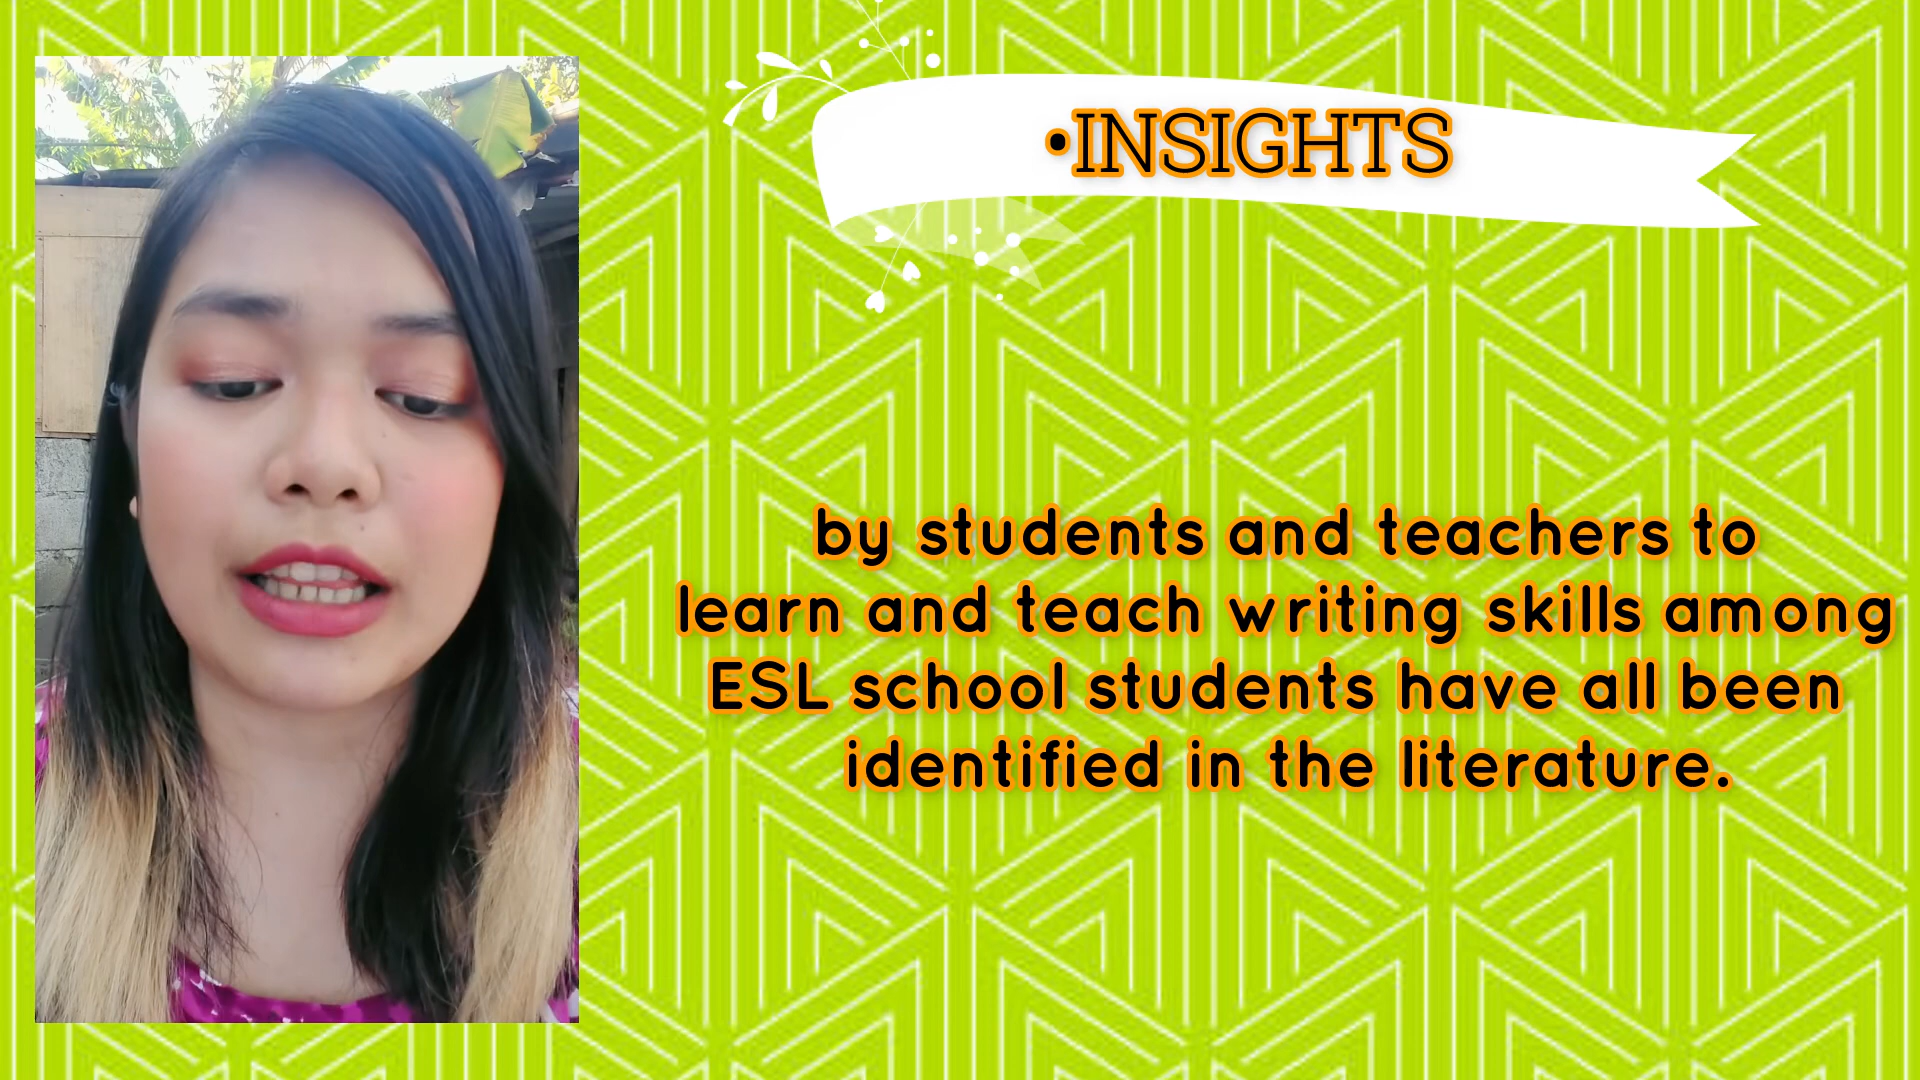 •INSIGHTS
by students and teachers to
learn and teach writing skills among
ESL school students have all been
identified in the literature.